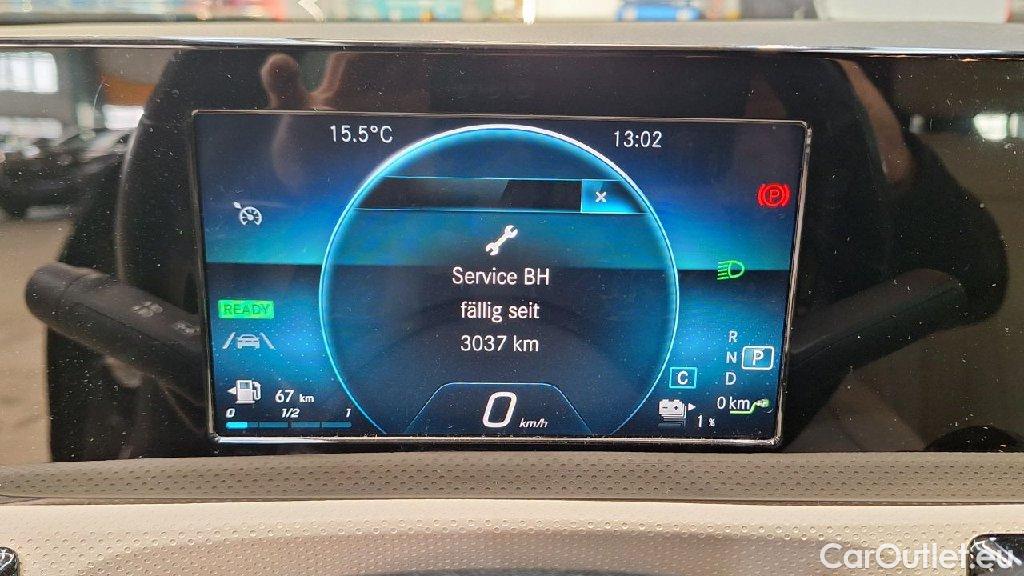 15.5°C
13:02
x
Service BH
fällig seit
3037 km
READY
R
N
P
D
C
67 km
0 1/2 1
0 km/h
0 km
1 %
CarOutlet.eu